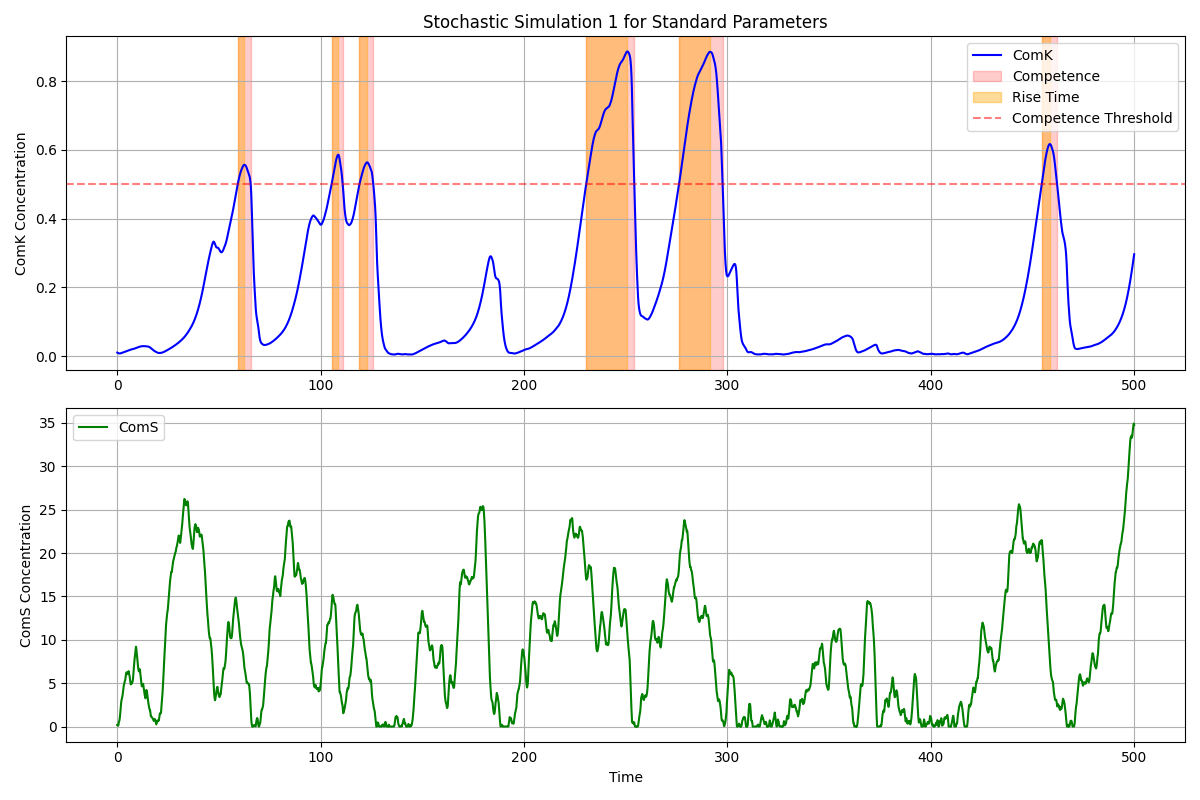 Stochastic Simulation 1 for Standard Parameters
ComK Concentration
0.8
0.6
0.4
0.2
0.0
ComK
Competence
Rise Time
Competence Threshold
0 100 200 300 400 500
ComS Concentration
35
30
25
20
15
10
5
0
ComS
0 100 200 300 400 500
Time